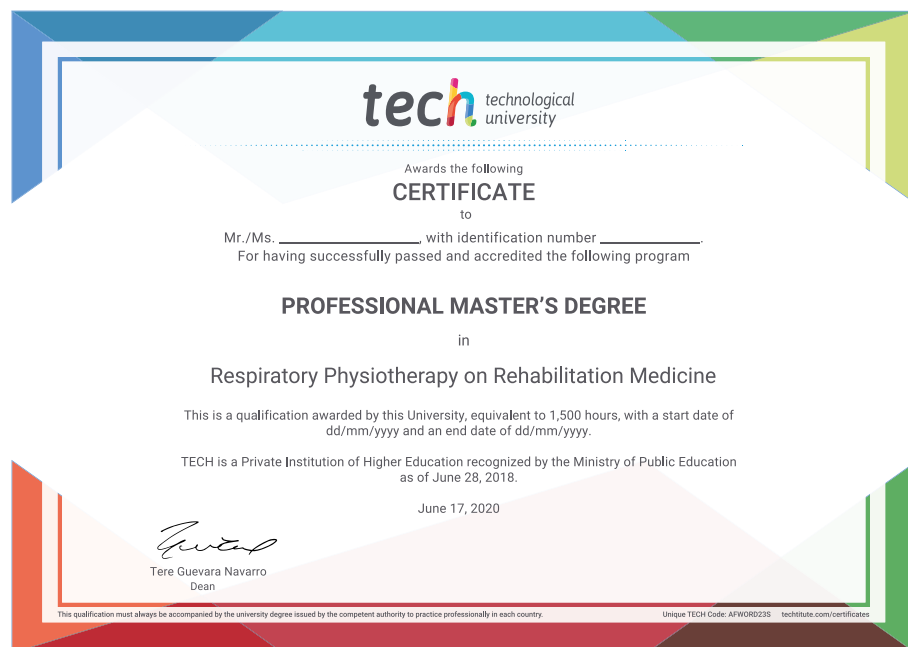 tech technological
university
Awards the following
CERTIFICATE
to
Mr./Ms. ____________________, with identification number ______________.
For having successfully passed and accredited the following program
PROFESSIONAL MASTER'S DEGREE
in
Respiratory Physiotherapy on Rehabilitation Medicine
This is a qualification awarded by this University, equivalent to 1,500 hours, with a start date of
dd/mm/yyyy and an end date of dd/mm/yyyy.
TECH is a Private Institution of Higher Education recognized by the Ministry of Public Education
as of June 28, 2018.
June 17, 2020
Tere Guevara Navarro
Dean
This qualification must always be accompanied by the university degree issued by the competent authority to practice professionally in each country. Unique TECH Code: AFWORD23S techtitute.com/certificates